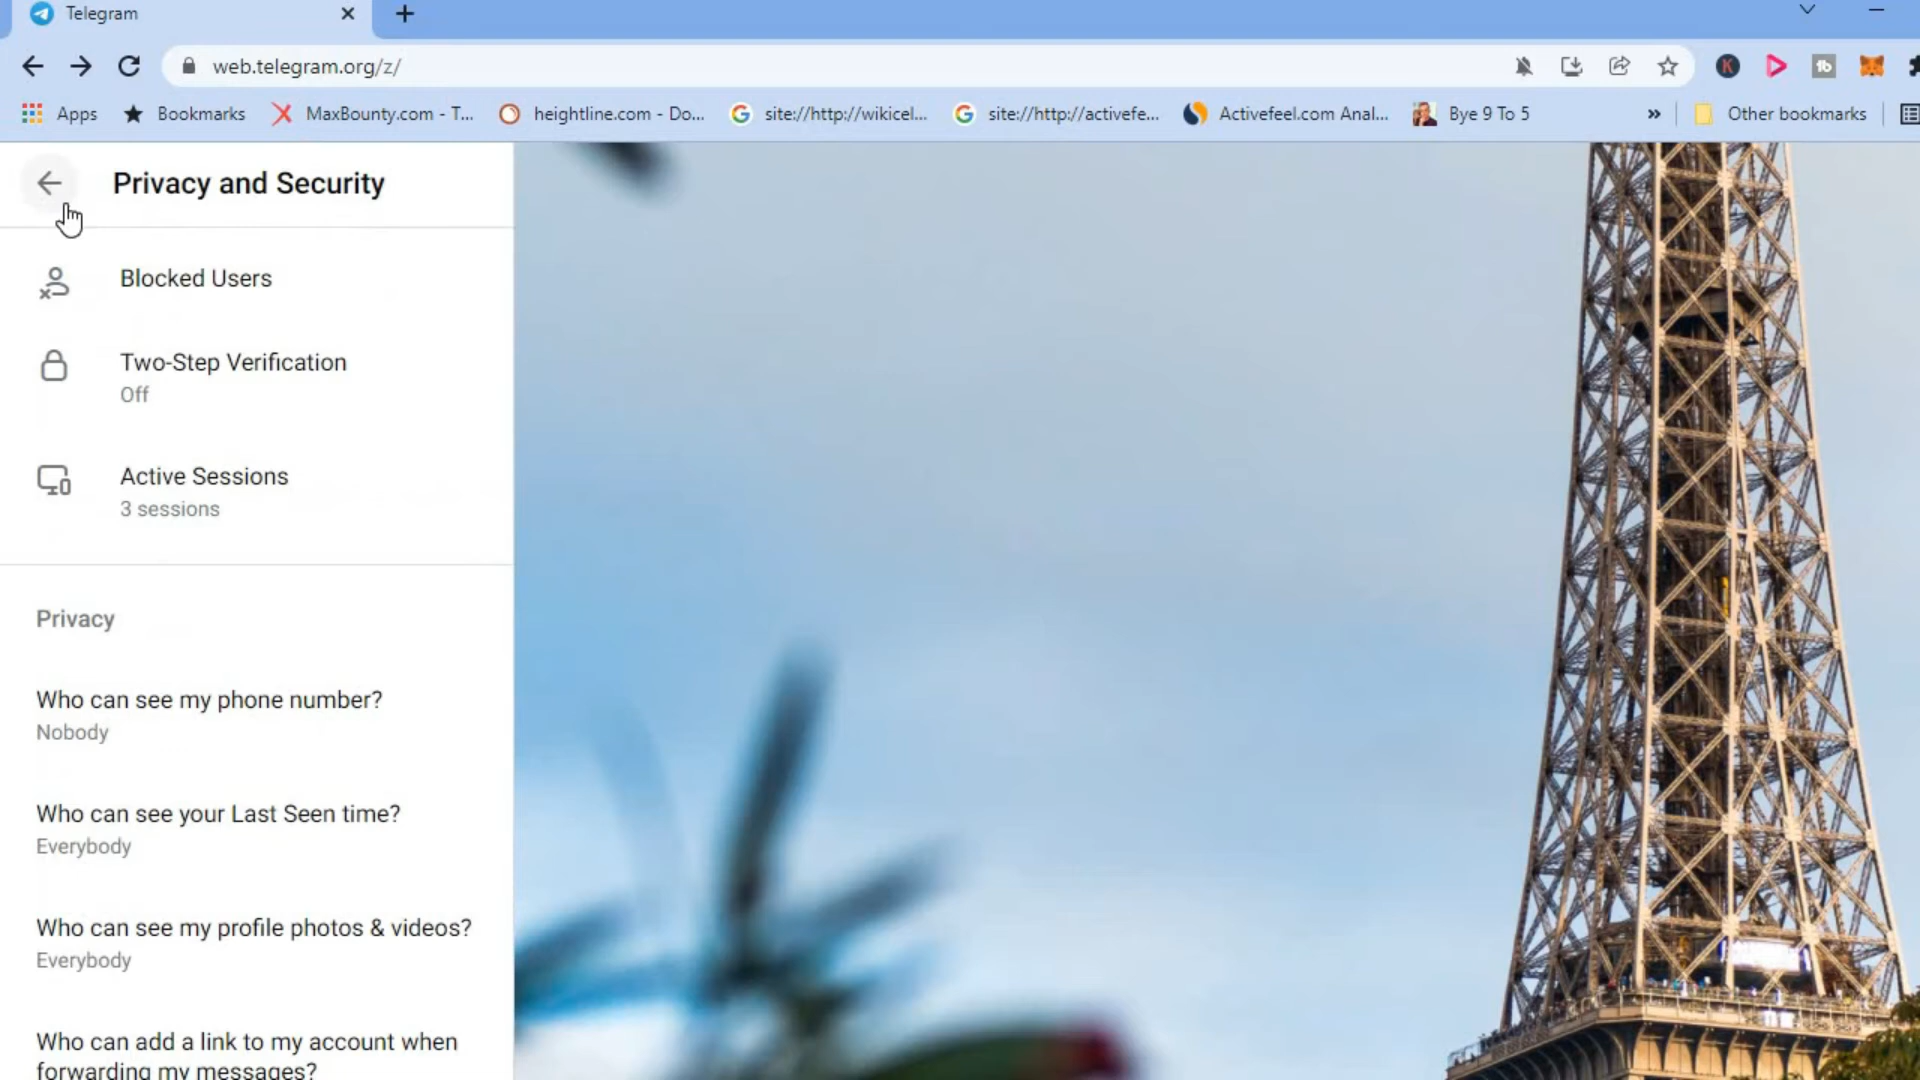 Telegram
web.telegram.org/z/
Apps
Bookmarks
MaxBounty.com - T...
heightline.com - Do...
site://http://wikicel...
site://http://activefe...
Activefeel.com Anal...
Bye 9 To 5
»
Other bookmarks
Privacy and Security
Blocked Users
Two-Step Verification
Off
Active Sessions
3 sessions
Privacy
Who can see my phone number?
Nobody
Who can see your Last Seen time?
Everybody
Who can see my profile photos & videos?
Everybody
Who can add a link to my account when
forwarding my messages?